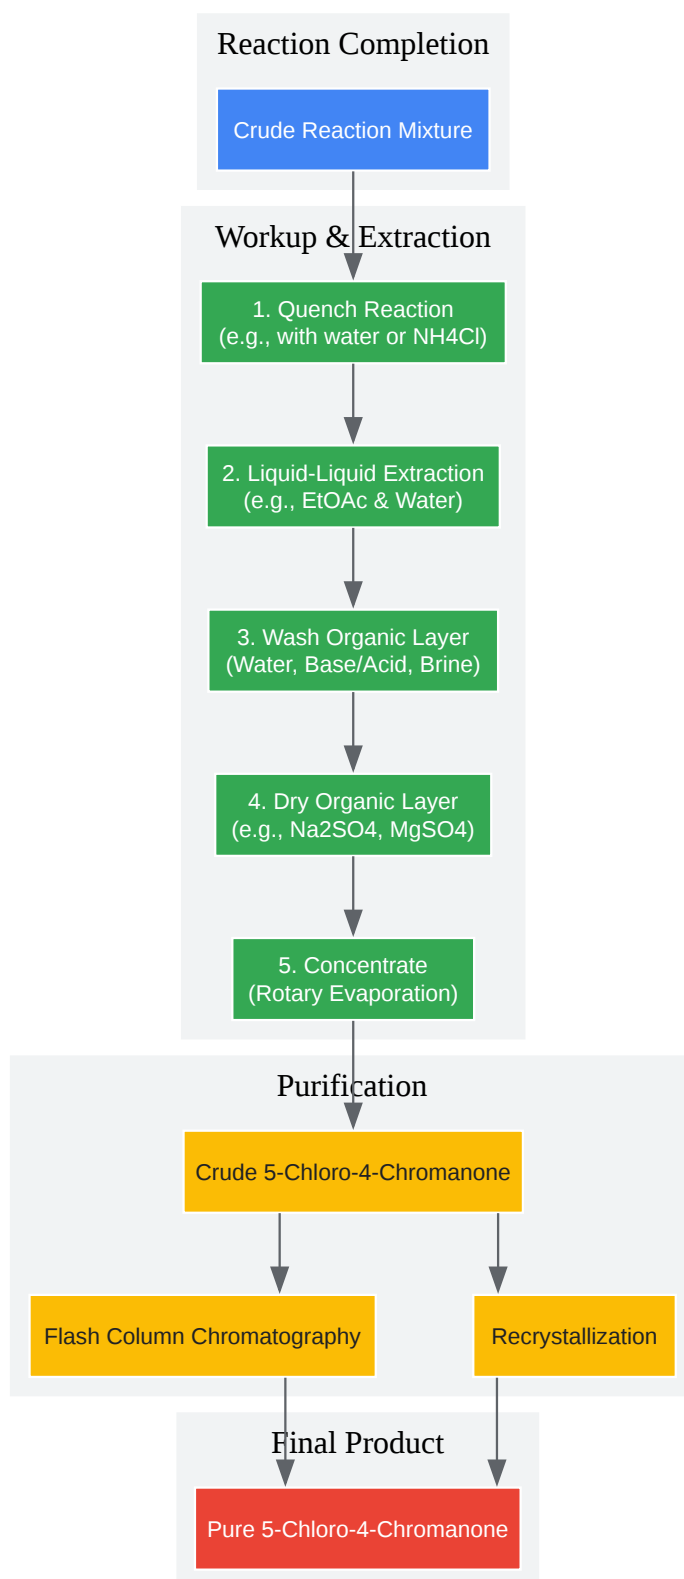 Reaction Completion
Crude Reaction Mixture
Workup & Extraction
1. Quench Reaction
(e.g., with water or NH4Cl)
2. Liquid-Liquid Extraction
(e.g., EtOAc & Water)
3. Wash Organic Layer
(Water, Base/Acid, Brine)
4. Dry Organic Layer
(e.g., Na2SO4, MgSO4)
5. Concentrate
(Rotary Evaporation)
Purification
Crude 5-Chloro-4-Chromanone
Flash Column Chromatography
Recrystallization
Final Product
Pure 5-Chloro-4-Chromanone